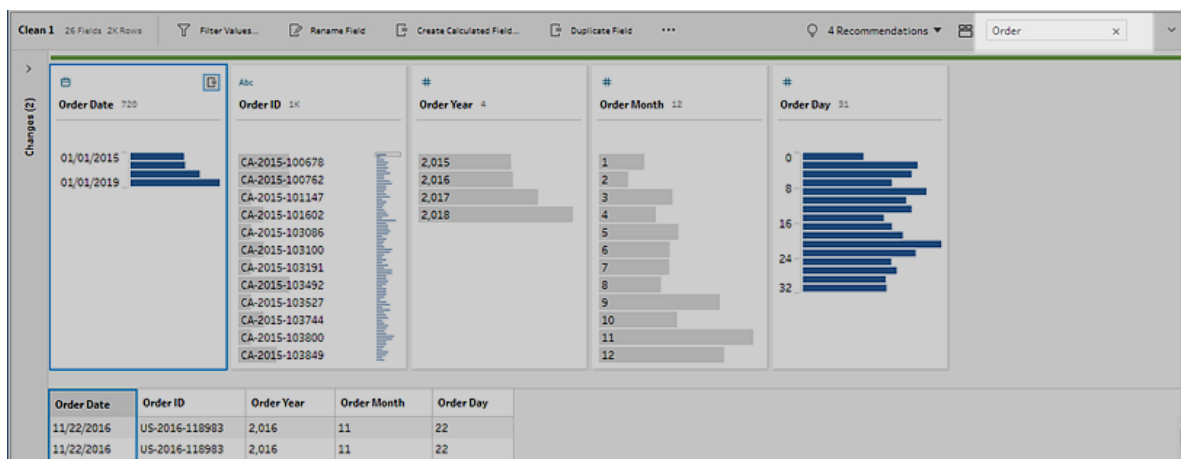 Clean 1 26 Fields 2K Rows Filter Values... Rename Field Create Calculated Field... Duplicate Field ... 4 Recommendations Order
Changes (2)
Abc # # #
Order Date 720 Order ID 1K Order Year 4 Order Month 12 Order Day 31
01/01/2015
01/01/2019
CA-2015-100678
CA-2015-100762
CA-2015-101147
CA-2015-101602
CA-2015-103086
CA-2015-103100
CA-2015-103191
CA-2015-103492
CA-2015-103527
CA-2015-103744
CA-2015-103800
CA-2015-103849
2,015
2,016
2,017
2,018
1
2
3
4
5
6
7
8
9
10
11
12
0
8
16
24
32
Order Date Order ID Order Year Order Month Order Day
11/22/2016 US-2016-118983 2,016 11 22
11/22/2016 US-2016-118983 2,016 11 22